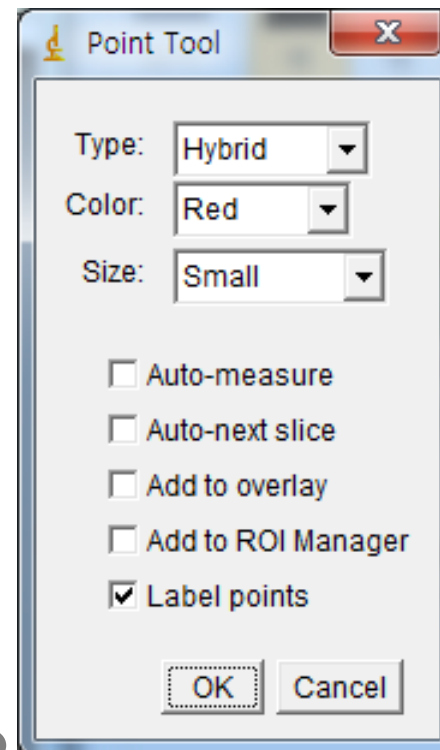 Point Tool
Type: Hybrid
Color: Red
Size: Small
Auto-measure
Auto-next slice
Add to overlay
Add to ROI Manager
Label points
OK Cancel